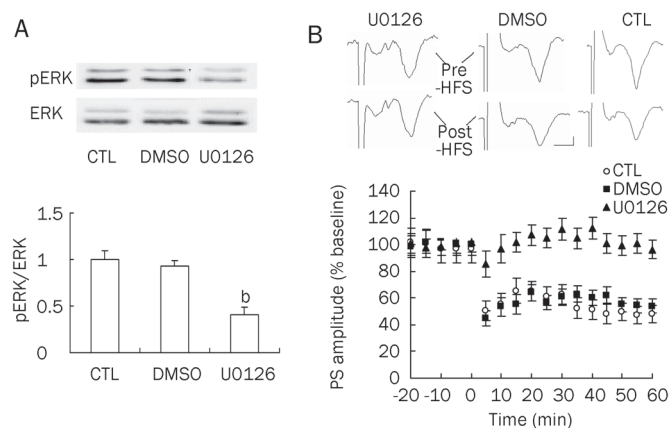 A
pERK
ERK
CTL DMSO U0126
1.5
1
0.5
0
pERK/ERK
b
CTL DMSO U0126
B
U0126 DMSO CTL
Pre
-HFS
Post
-HFS
CTL
DMSO
U0126
140
120
100
80
60
40
20
0
PS amplitude (% baseline)
-20 -10 0 10 20 30 40 50 60
Time (min)